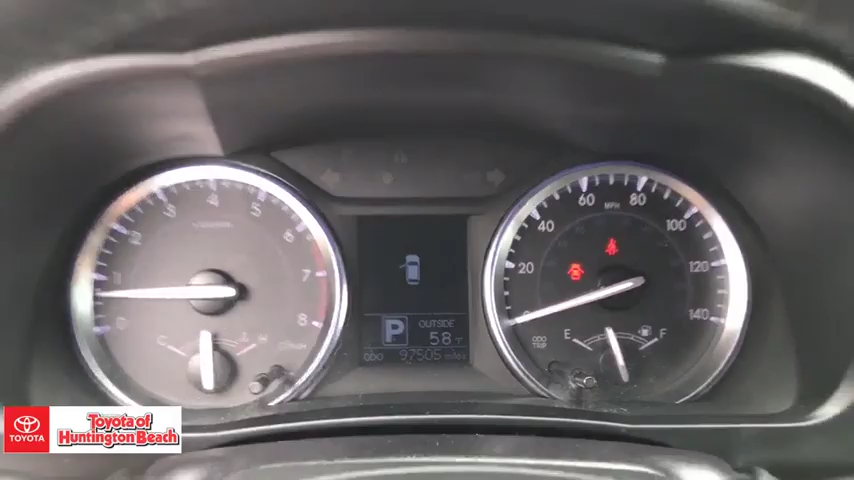 1
2
3
4
5
6
7
8
C
H
P
OUTSIDE
58°F
ODO 97505 miles
0
20
40
60
80
100
120
140
MPH
ODO
TRIP
E
F
TOYOTA
Toyota of
Huntington Beach